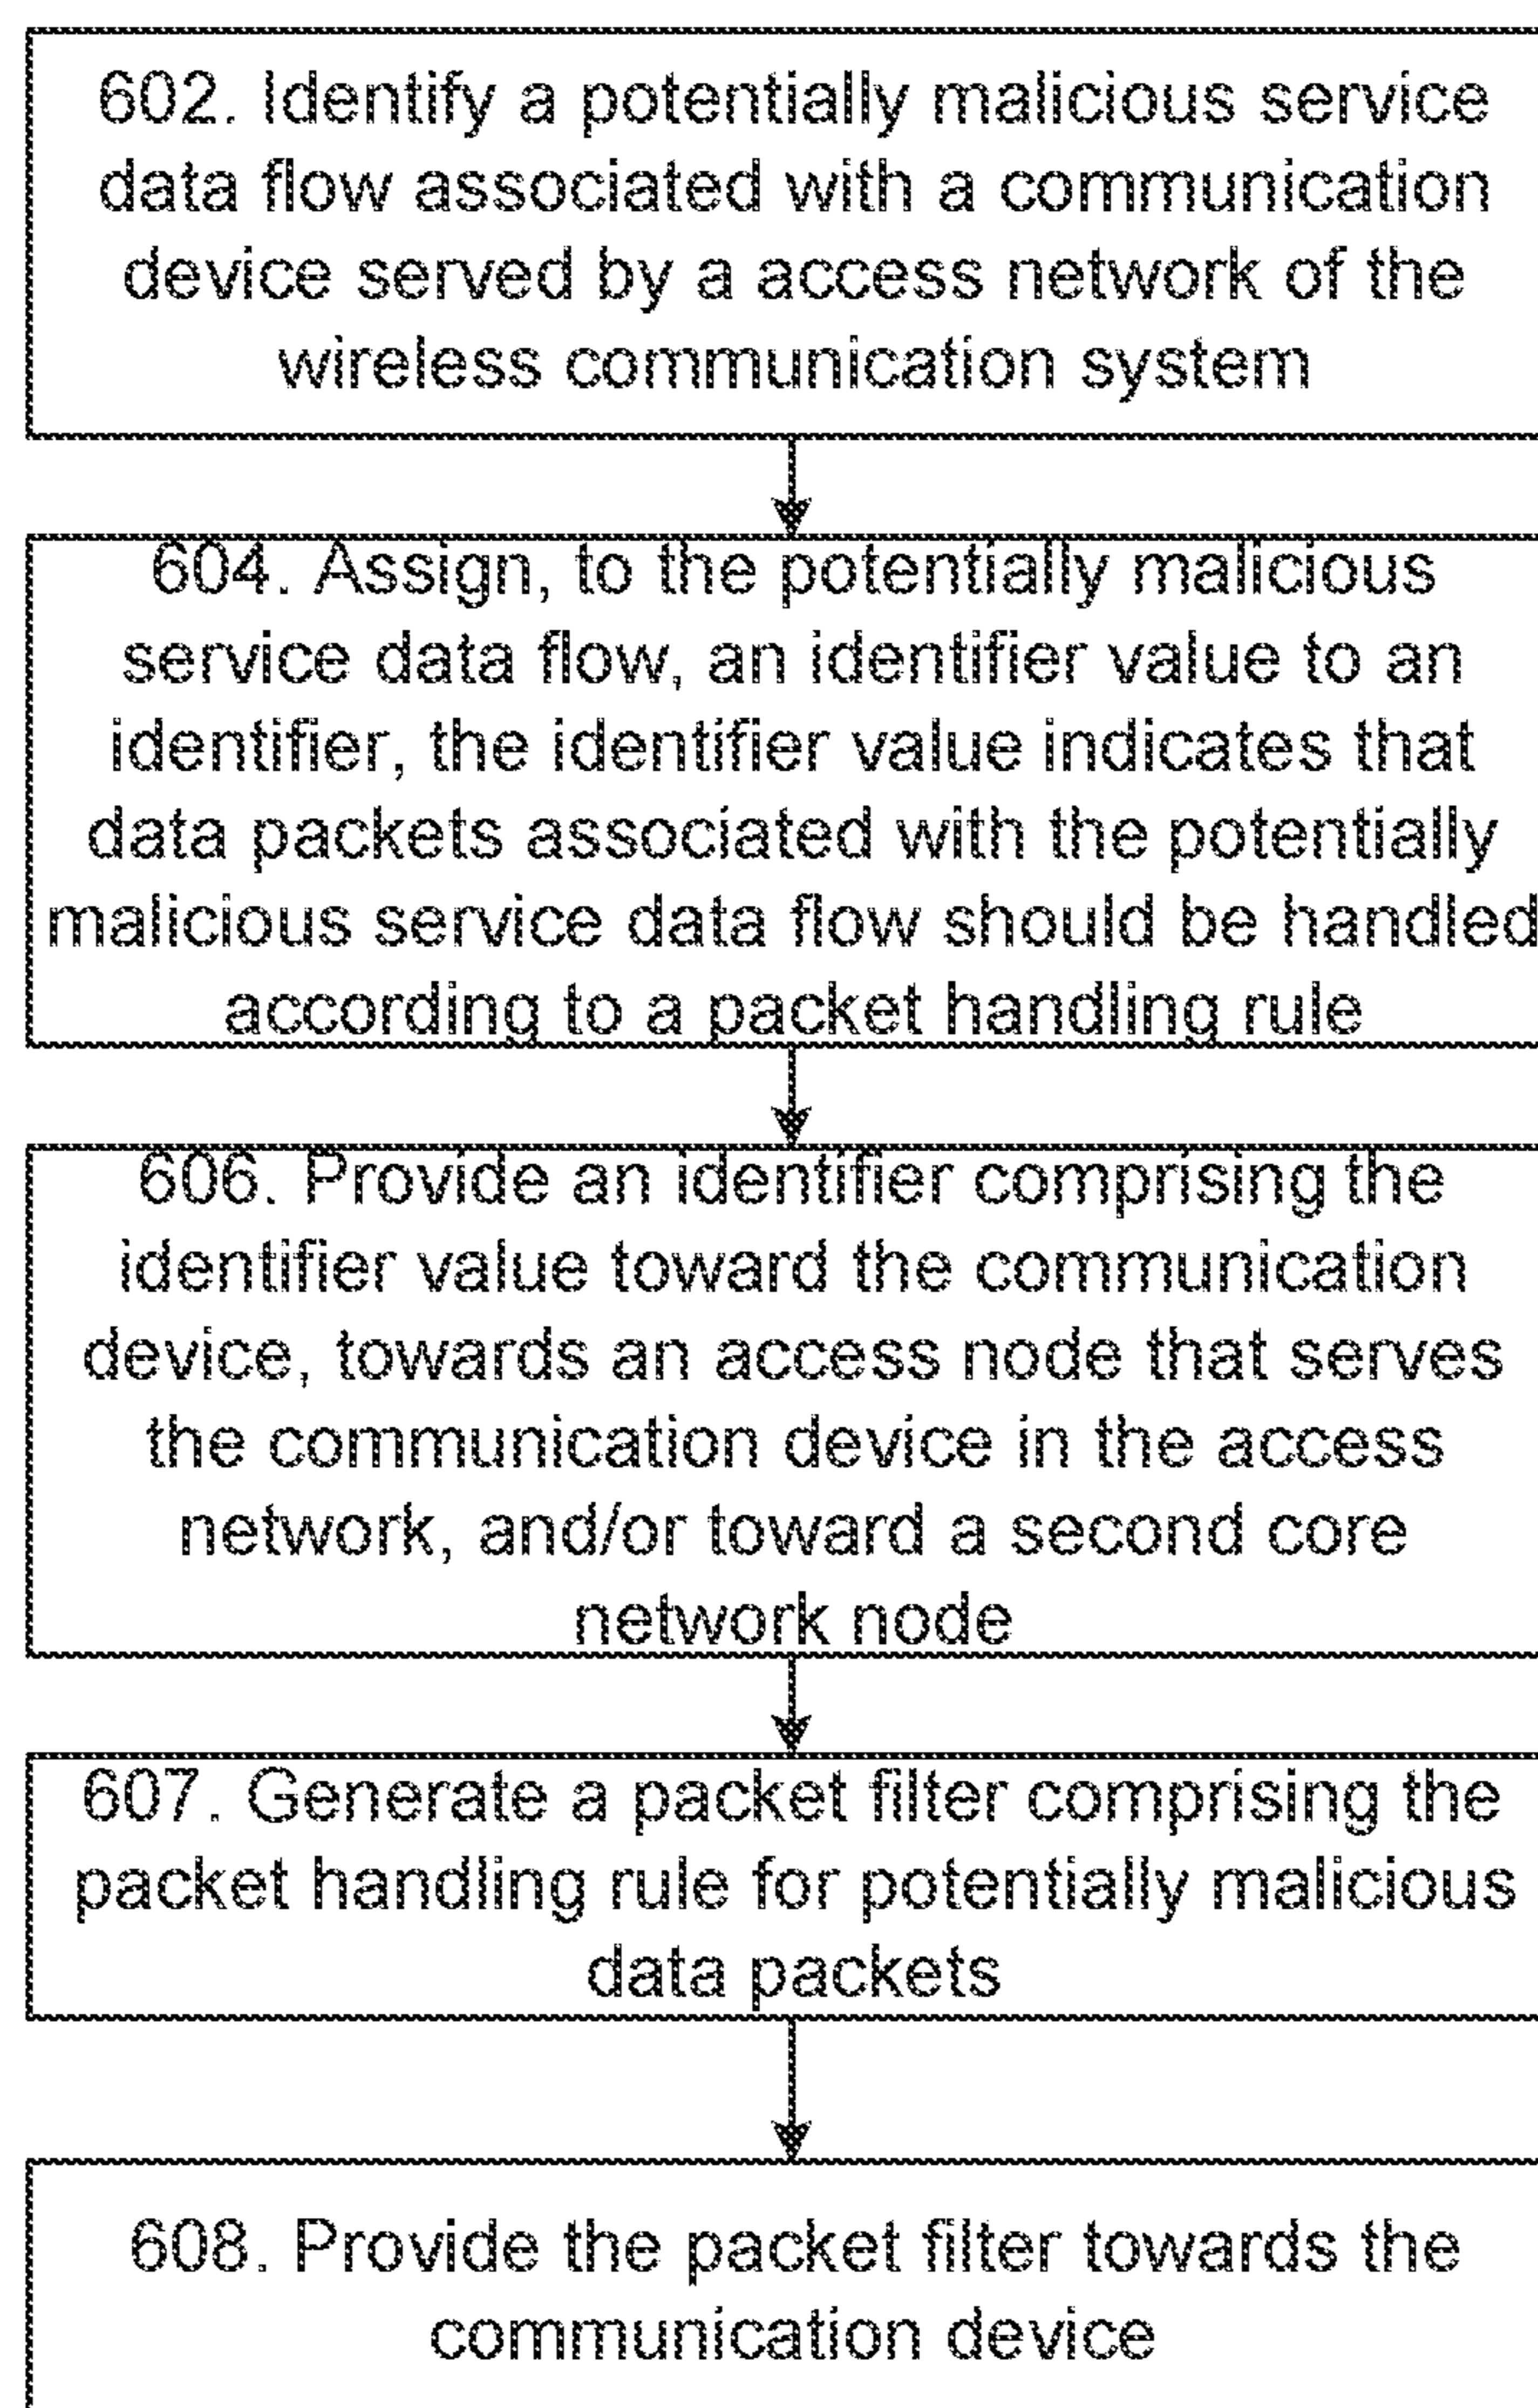 602. Identify a potentially malicious service
data flow associated with a communication
device served by a access network of the
wireless communication system
604. Assign, to the potentially malicious
service data flow, an identifier value to an
identifier, the identifier value indicates that
data packets associated with the potentially
malicious service data flow should be handled
according to a packet handling rule
606. Provide an identifier comprising the
identifier value toward the communication
device, towards an access node that serves
the communication device in the access
network, and/or toward a second core
network node
607. Generate a packet filter comprising the
packet handling rule for potentially malicious
data packets
608. Provide the packet filter towards the
communication device